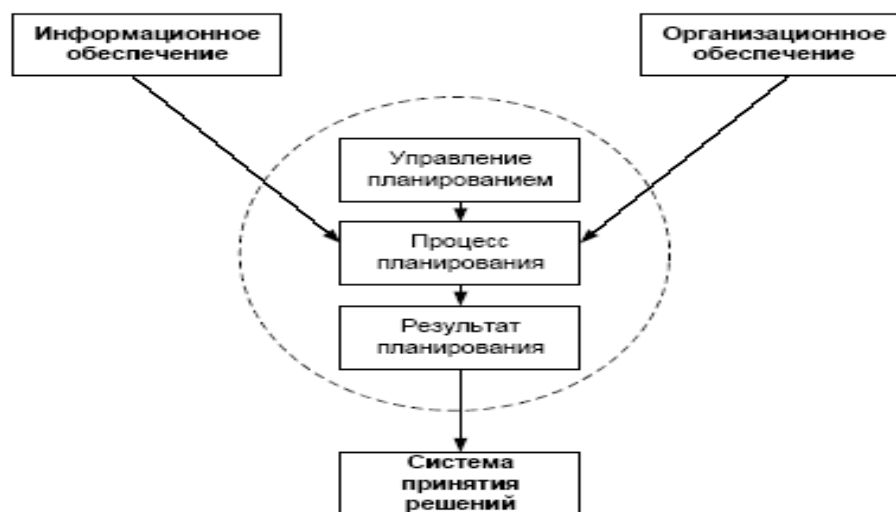 Информационное
обеспечение
Организационное
обеспечение
Управление
планированием
Процесс
планирования
Результат
планирования
Система
принятия
решений